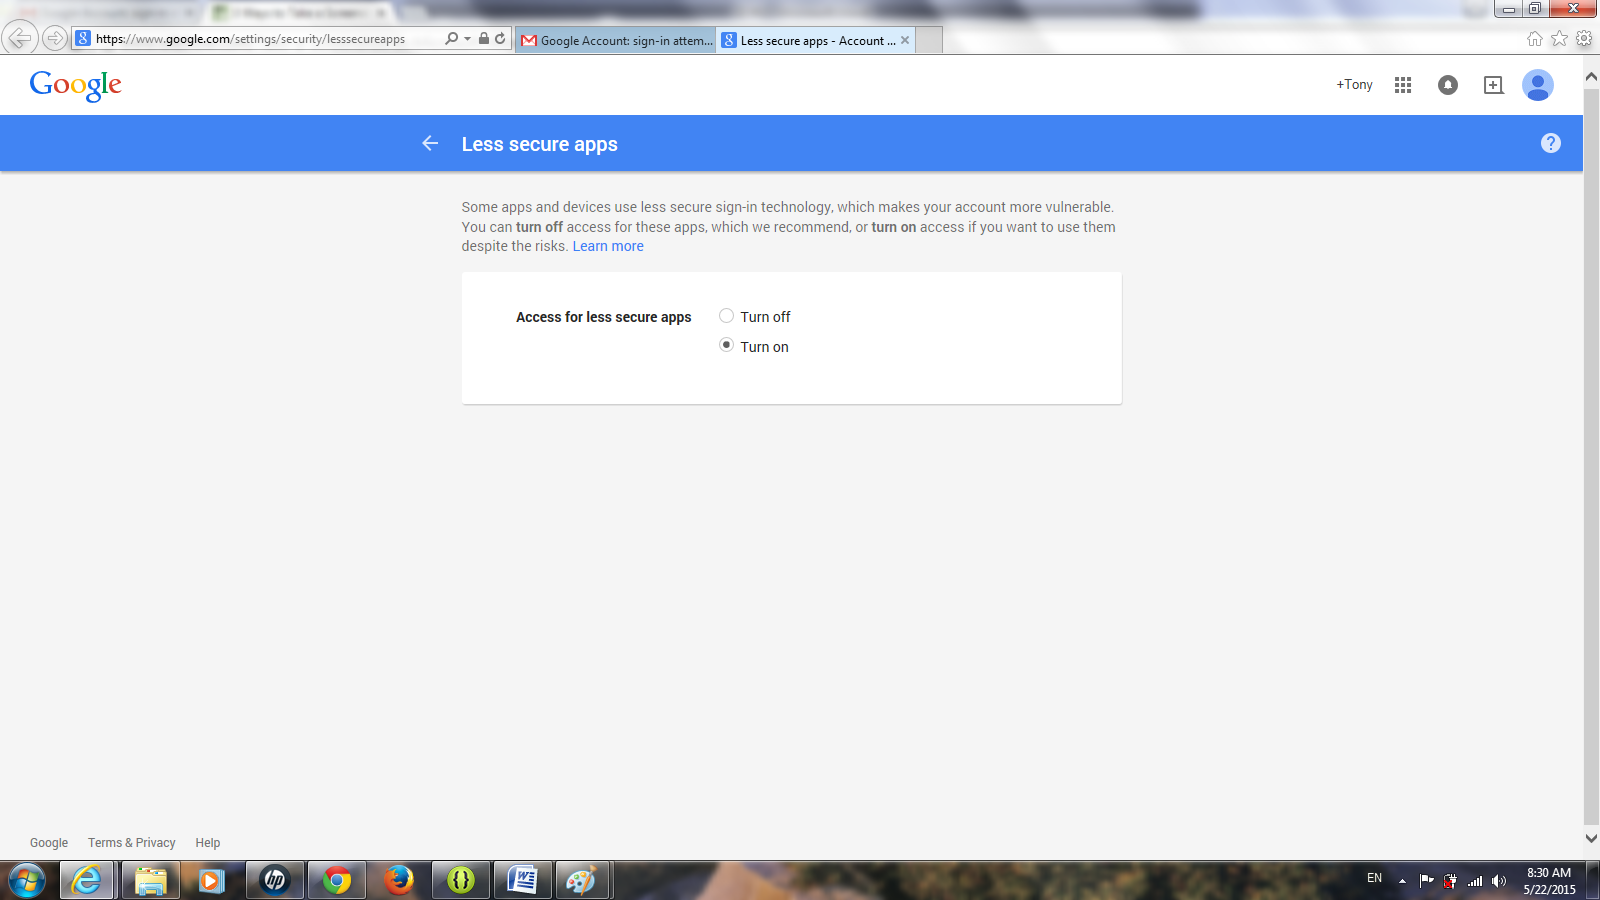 https://www.google.com/settings/security/lesssecureapps
Google Account: sign-in attem...
Less secure apps - Account ...
Google
+Tony
Less secure apps
?
Some apps and devices use less secure sign-in technology, which makes your account more vulnerable.
You can turn off access for these apps, which we recommend, or turn on access if you want to use them
despite the risks. Learn more
Access for less secure apps
Turn off
Turn on
Google Terms & Privacy Help
hp
EN
8:30 AM
5/22/2015